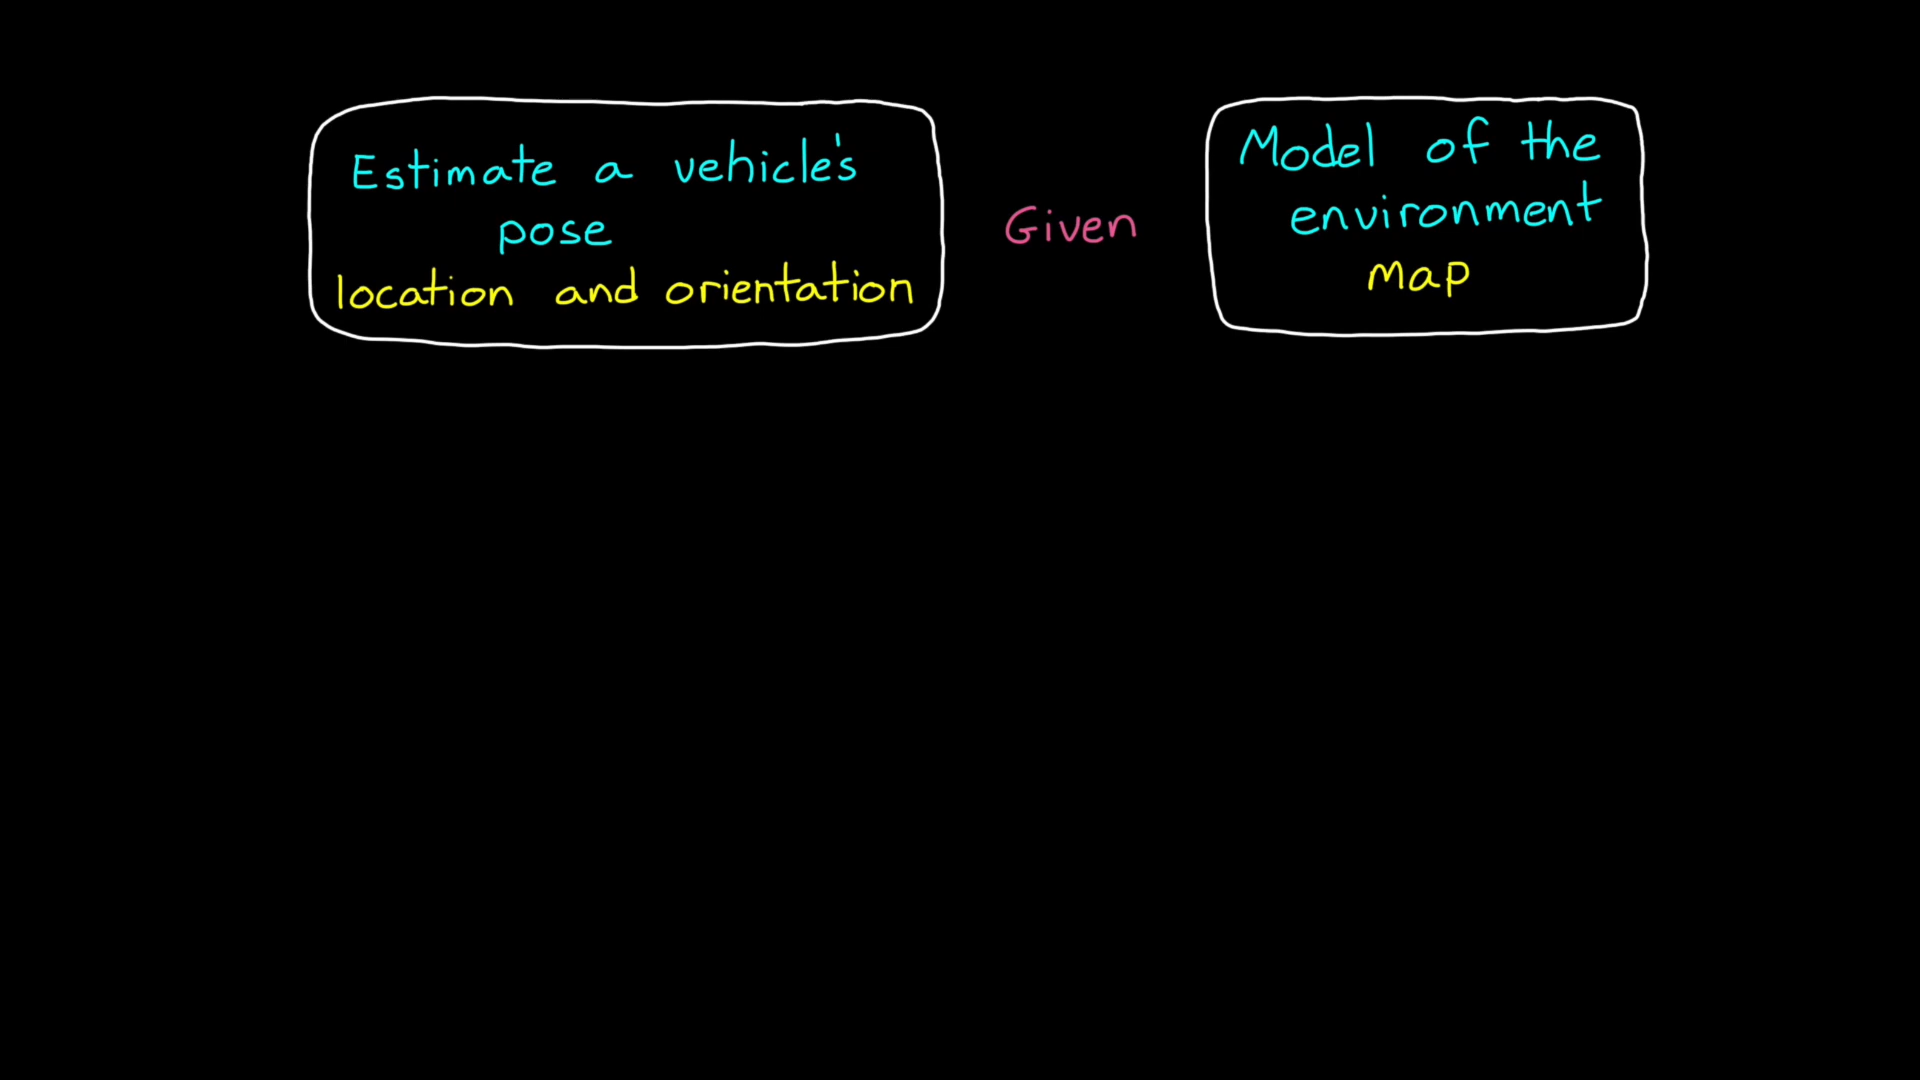 Estimate a vehicle's
pose
location and orientation
Given
Model of the
environment
map